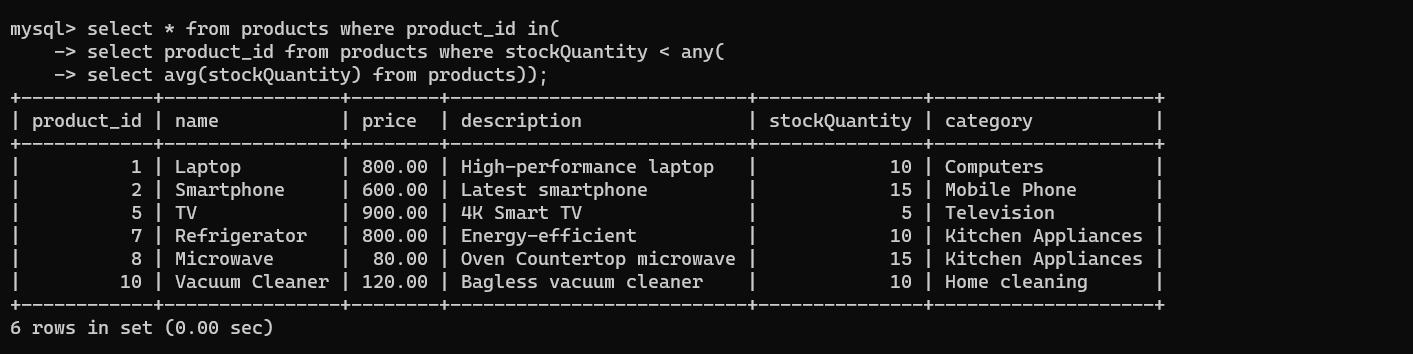 mysql> select * from products where product_id in(
    -> select product_id from products where stockQuantity < any(
    -> select avg(stockQuantity) from products));
+------------+----------------+--------+---------------------------+---------------+--------------------+
| product_id | name           | price  | description               | stockQuantity | category           |
+------------+----------------+--------+---------------------------+---------------+--------------------+
|          1 | Laptop         | 800.00 | High-performance laptop   |            10 | Computers          |
|          2 | Smartphone     | 600.00 | Latest smartphone         |            15 | Mobile Phone       |
|          5 | TV             | 900.00 | 4K Smart TV               |             5 | Television         |
|          7 | Refrigerator   | 800.00 | Energy-efficient          |            10 | Kitchen Appliances |
|          8 | Microwave      |  80.00 | Oven Countertop microwave |            15 | Kitchen Appliances |
|         10 | Vacuum Cleaner | 120.00 | Bagless vacuum cleaner    |            10 | Home cleaning      |
+------------+----------------+--------+---------------------------+---------------+--------------------+
6 rows in set (0.00 sec)